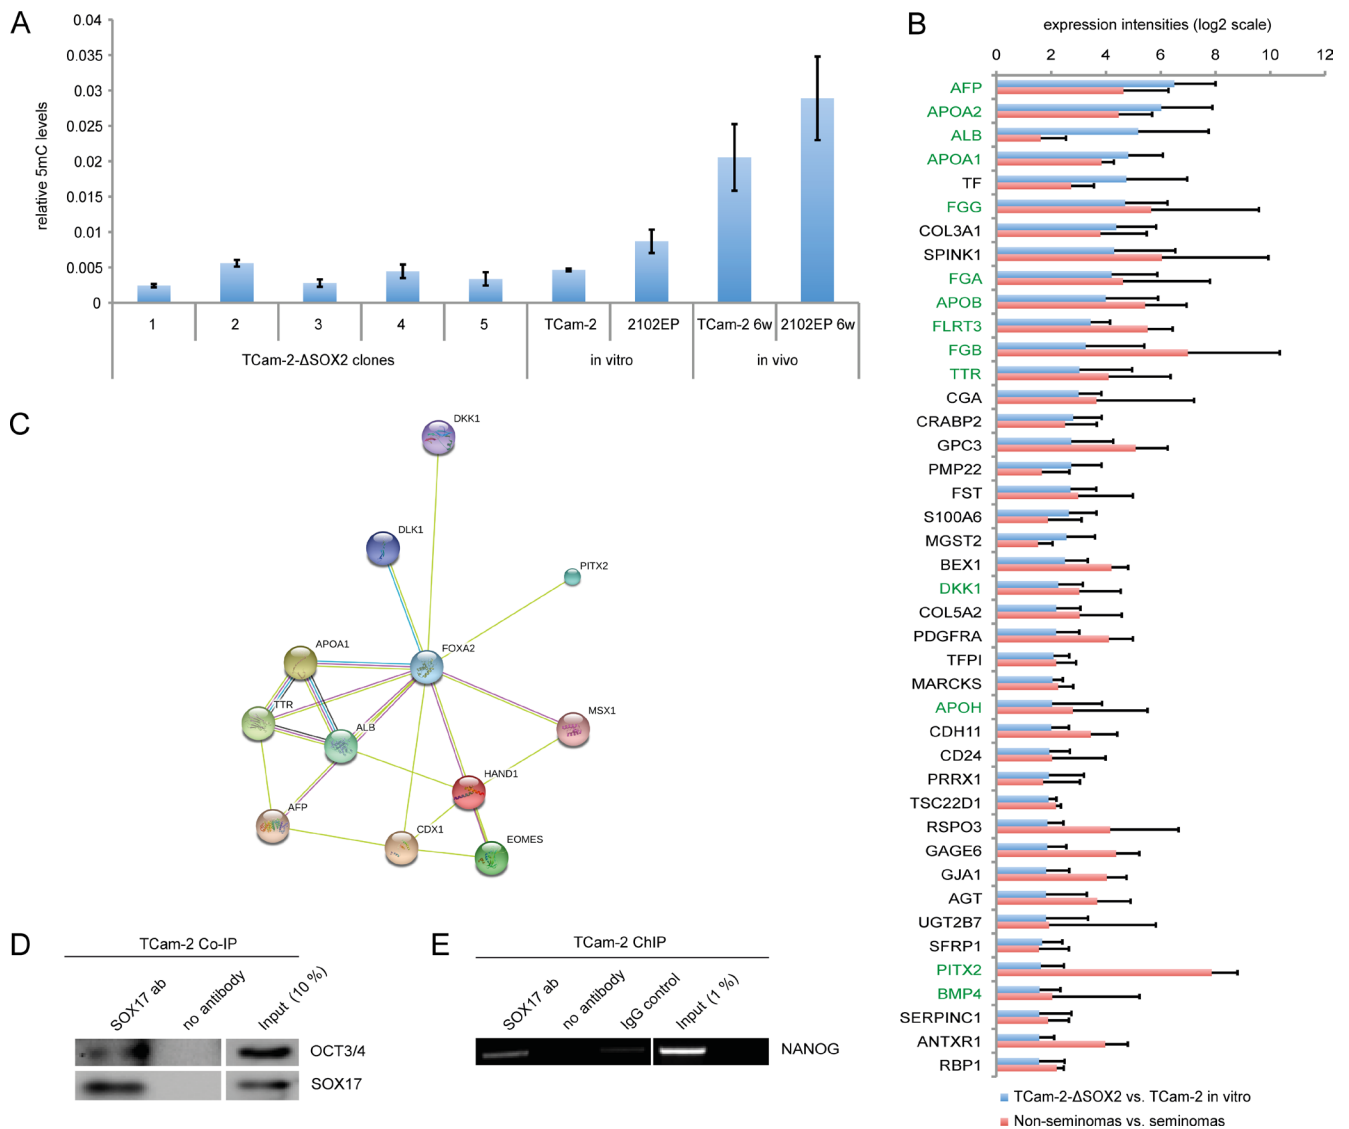 A
relative 5mC levels
0.04
0.035
0.03
0.025
0.02
0.015
0.01
0.005
0
1 2 3 4 5 TCam-2 2102EP TCam-2 6w 2102EP 6w
TCam-2-ΔSOX2 clones in vitro in vivo
B
expression intensities (log2 scale)
0 2 4 6 8 10 12
AFP
APOA2
ALB
APOA1
TF
FGG
COL3A1
SPINK1
FGA
APOB
FLRT3
FGB
TTR
CGA
CRABP2
GPC3
PMP22
FST
S100A6
MGST2
BEX1
DKK1
COL5A2
PDGFRA
TFPI
MARCKS
APOH
CDH11
CD24
PRRX1
TSC22D1
RSPO3
GAGE6
GJA1
AGT
UGT2B7
SFRP1
PITX2
BMP4
SERPINC1
ANTXR1
RBP1
TCam-2-ΔSOX2 vs. TCam-2 in vitro
Non-seminomas vs. seminomas
C
DKK1
DLK1
PITX2
APOA1
FOXA2
TTR
ALB
MSX1
HAND1
AFP
CDX1
EOMES
D
TCam-2 Co-IP
SOX17 ab
no antibody
Input (10 %)
OCT3/4
SOX17
E
TCam-2 ChIP
SOX17 ab
no antibody
IgG control
Input (1 %)
NANOG